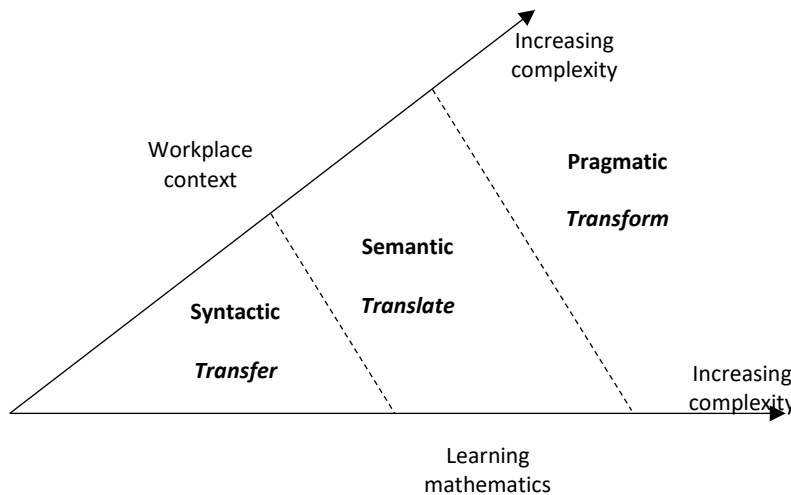 Increasing
complexity
Workplace
context
Pragmatic
Transform
Semantic
Translate
Syntactic
Transfer
Increasing
complexity
Learning
mathematics